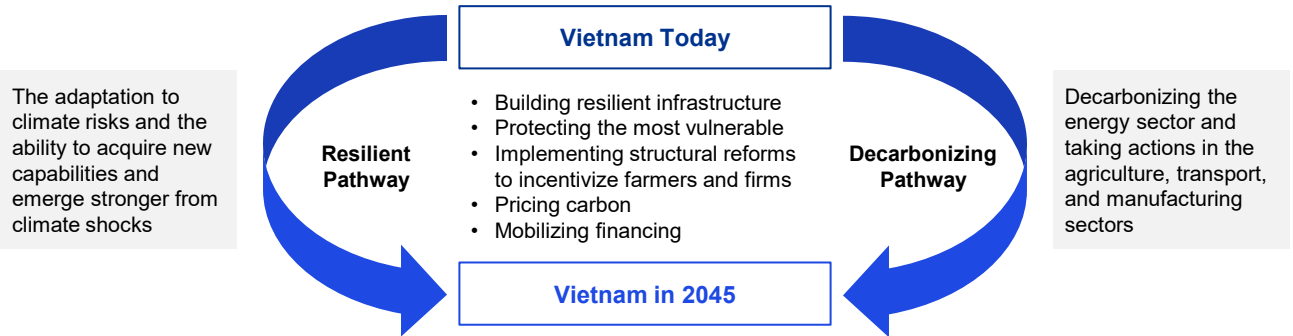 Vietnam Today
The adaptation to
climate risks and the
ability to acquire new
capabilities and
emerge stronger from
climate shocks
Resilient
Pathway
• Building resilient infrastructure
• Protecting the most vulnerable
• Implementing structural reforms
to incentivize farmers and firms
• Pricing carbon
• Mobilizing financing
Decarbonizing
Pathway
Decarbonizing the
energy sector and
taking actions in the
agriculture, transport,
and manufacturing
sectors
Vietnam in 2045